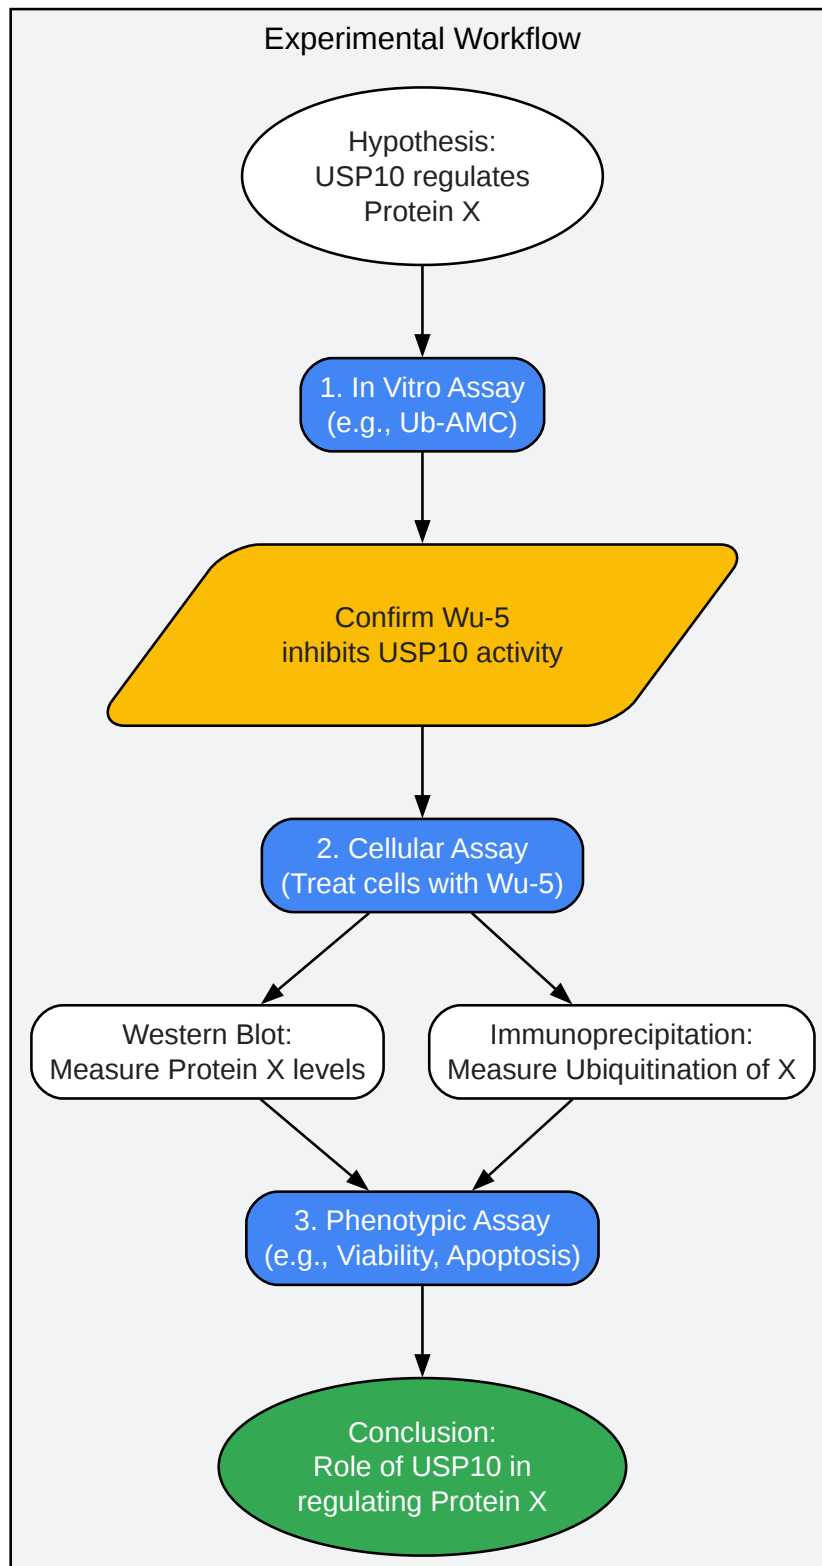 Experimental Workflow
Hypothesis:
USP10 regulates
Protein X
1. In Vitro Assay
(e.g., Ub-AMC)
Confirm Wu-5
inhibits USP10 activity
2. Cellular Assay
(Treat cells with Wu-5)
Western Blot:
Measure Protein X levels
Immunoprecipitation:
Measure Ubiquitination of X
3. Phenotypic Assay
(e.g., Viability, Apoptosis)
Conclusion:
Role of USP10 in
regulating Protein X